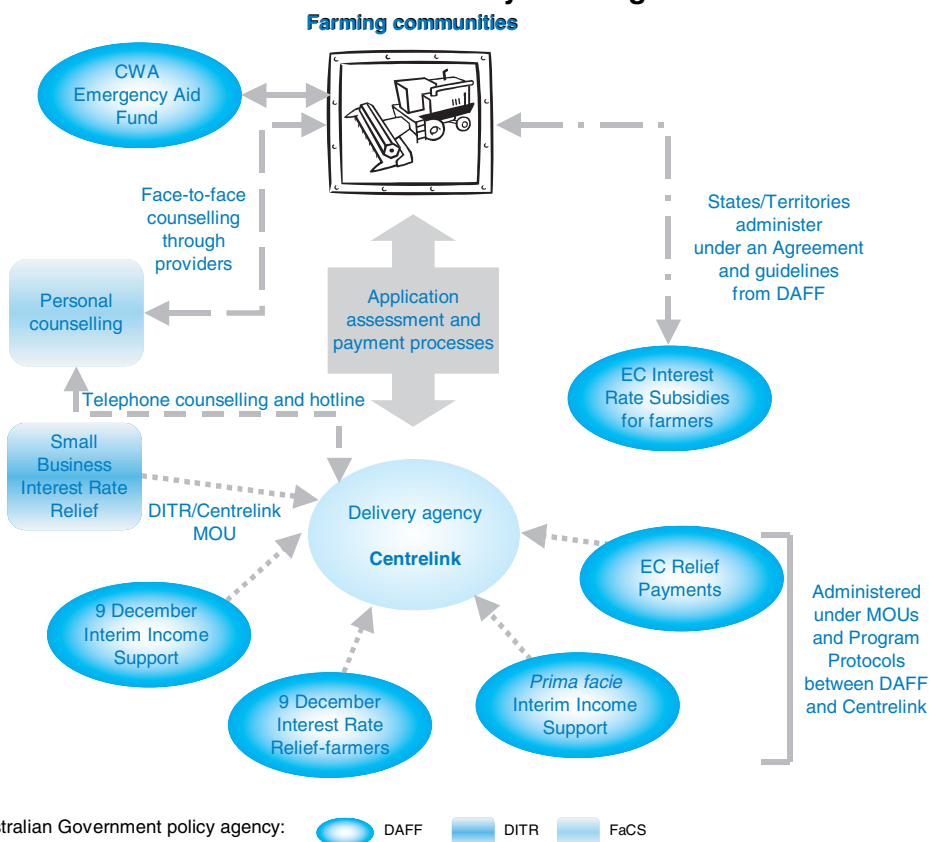 Farming communities
CWA
Emergency Aid
Fund
Face-to-face
counselling
through
providers
States/Territories
administer
under an Agreement
and guidelines
from DAFF
Personal
counselling
Application
assessment and
payment processes
EC Interest
Rate Subsidies
for farmers
Telephone counselling and hotline
Small
Business
Interest Rate
Relief
DITR/Centrelink
MOU
Delivery agency
Centrelink
EC Relief
Payments
9 December
Interim Income
Support
Administered
under MOUs
and Program
Protocols
between DAFF
and Centrelink
Prima facie
Interim Income
Support
9 December
Interest Rate
Relief-farmers
stralian Government policy agency: DAFF DITR FaCS